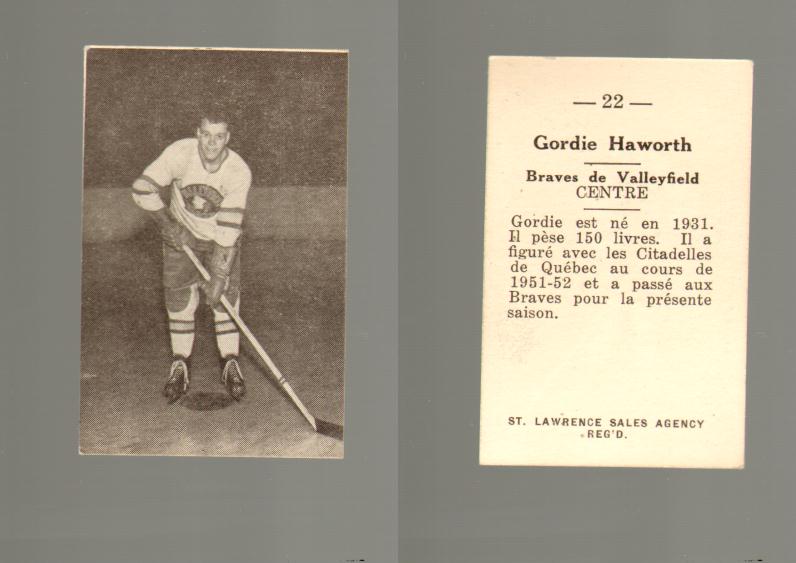 — 22 —
Gordie Haworth
Braves de Valleyfield
CENTRE
Gordie est né en 1931.
Il pèse 150 livres. Il a
figuré avec les Citadelles
de Québec au cours de
1951-52 et a passé aux
Braves pour la présente
saison.
ST. LAWRENCE SALES AGENCY
REG'D.